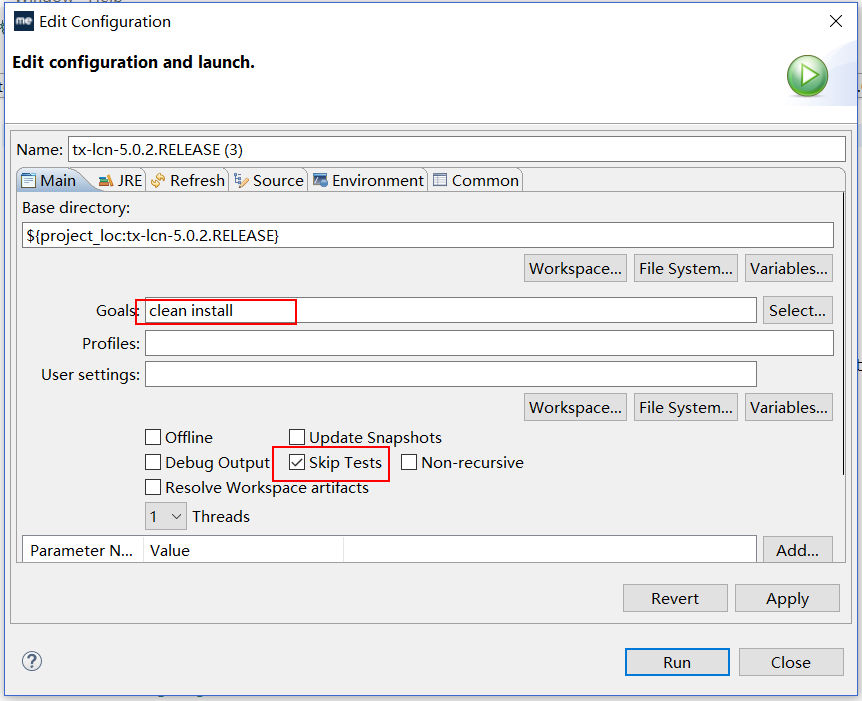 me Edit Configuration
Edit configuration and launch.
Name: tx-lcn-5.0.2.RELEASE (3)
Main JRE Refresh Source Environment Common
Base directory:
${project_loc:tx-lcn-5.0.2.RELEASE}
Workspace... File System... Variables...
Goals: clean install Select...
Profiles:
User settings:
Workspace... File System... Variables...
Offline Update Snapshots
Debug Output Skip Tests Non-recursive
Resolve Workspace artifacts
1 Threads
Parameter N... Value Add...
Revert Apply
? Run Close